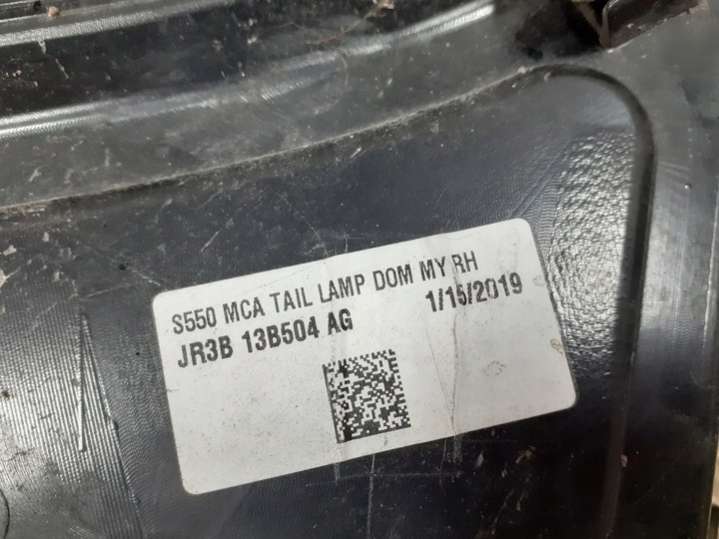 S550 MCA TAIL LAMP DOM MY RH
JR3B 13B504 AG 1/15/2019